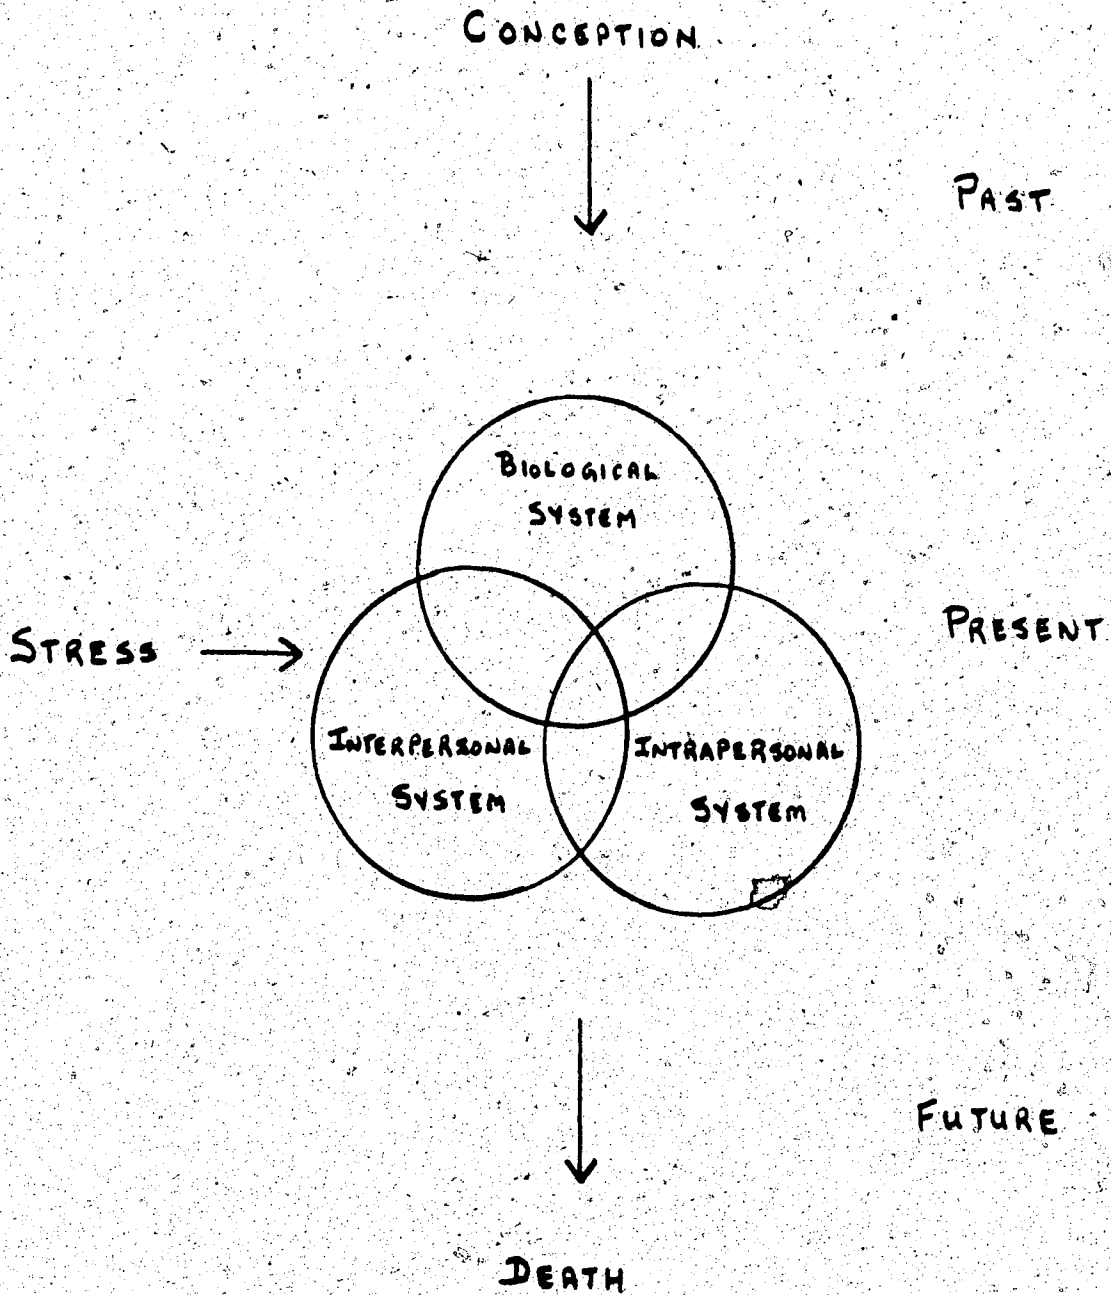 CONCEPTION
PAST
BIOLOGICAL
SYSTEM
PRESENT
STRESS
INTERPERSONAL
SYSTEM
INTRAPERSONAL
SYSTEM
FUTURE
DEATH